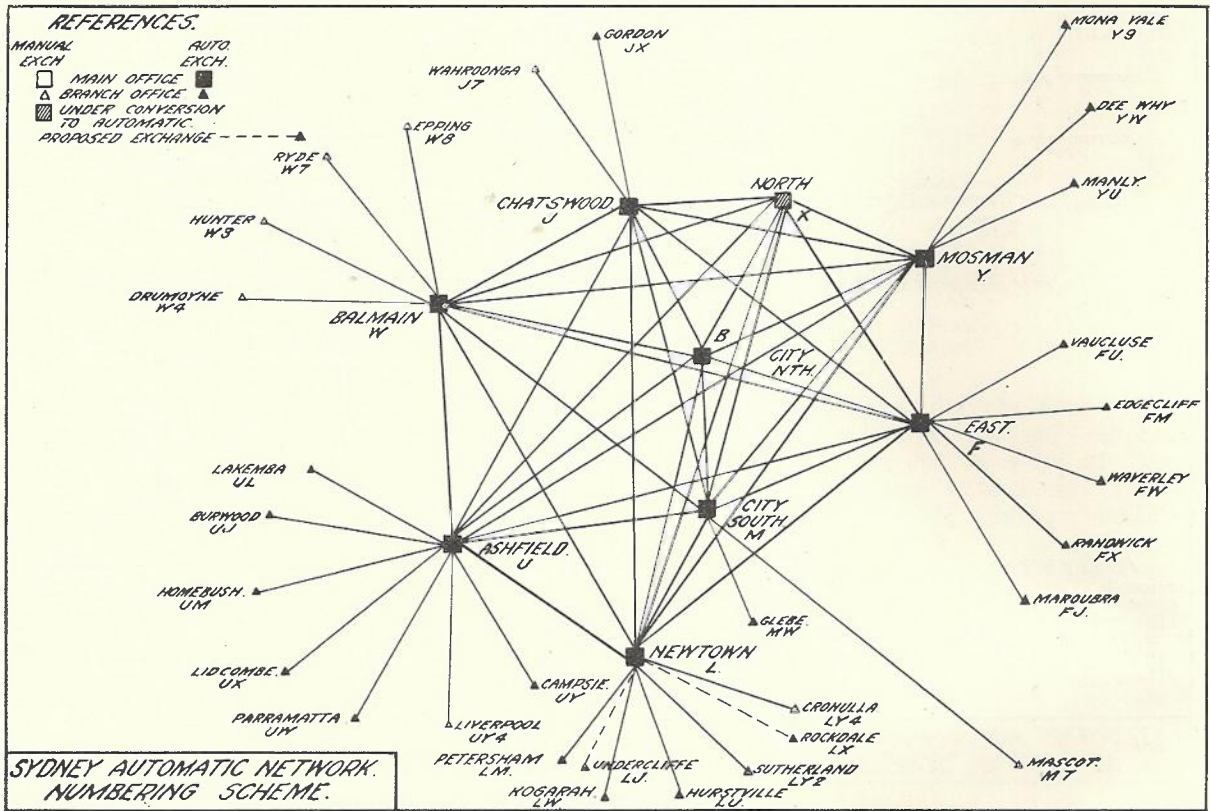 REFERENCES.
MANUAL EXCH
AUTO. EXCH.
MAIN OFFICE
BRANCH OFFICE
UNDER CONVERSION
TO AUTOMATIC.
PROPOSED EXCHANGE
GORDON
JX
WAHROONGA
J7
EPPING
W8
RYDE
W7
HUNTER
W3
DRUMOYNE
W4
CHATSWOOD
J
NORTH
X
MONA VALE
Y9
DEE WHY
YW
MANLY.
YU
MOSMAN
Y.
BALMAIN
W
B
CITY
NTH.
VAUCLUSE
FU.
EDGECLIFF
FM
EAST.
F
WAVERLEY
FW
RANDWICK
FX
MAROUBRA
FJ.
LAKEMBA
UL
BURWOOD
UJ
HOMEBUSH.
UM
LIDCOMBE.
UX
PARRAMATTA
UW
ASHFIELD.
U
CITY
SOUTH
M
GLEBE.
MW
NEWTOWN
L.
CAMPSIE.
UY
LIVERPOOL
UY4
PETERSHAM
LM.
UNDERCLIFFE
LJ.
KOGARAH.
LW
HURSTVILLE
LU.
SUTHERLAND
LY2
CRONULLA
LY4
ROCKDALE
LX
MASCOT.
MT
SYDNEY AUTOMATIC NETWORK.
NUMBERING SCHEME.